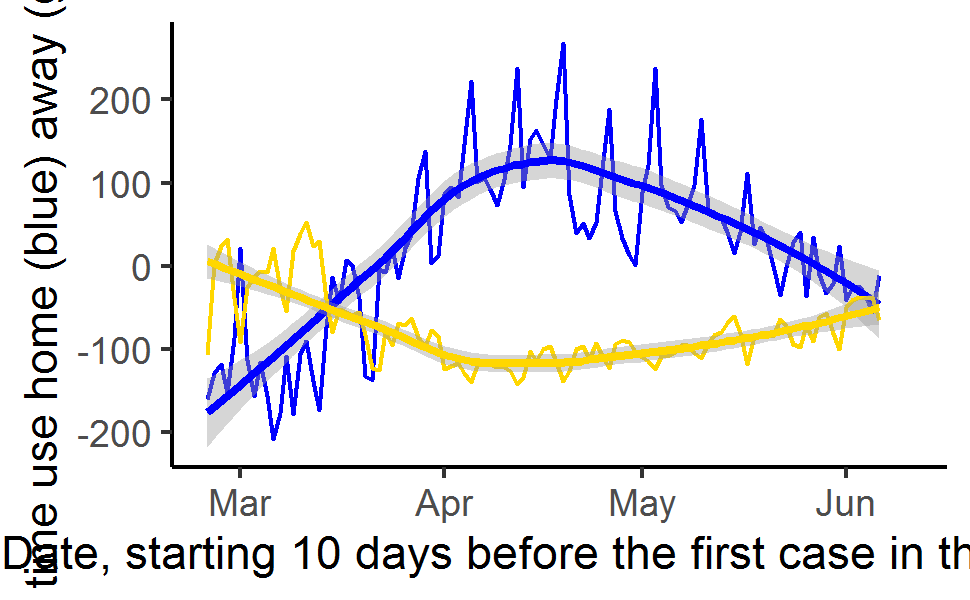 time use home (blue) away (
200
100
0
-100
-200
Mar Apr May Jun
Date, starting 10 days before the first case in th